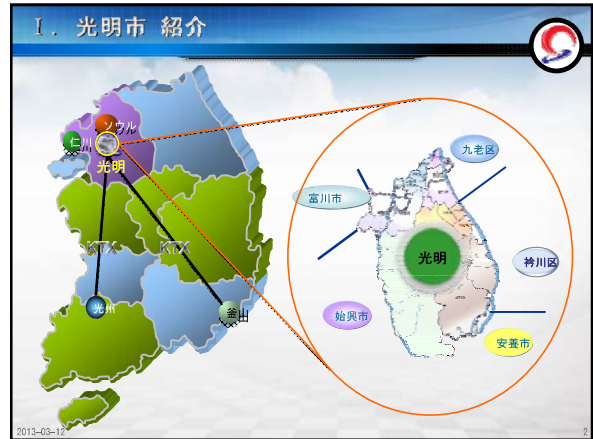 Ⅰ. 光明市 紹介
ソウル
仁川
光明
KTX
KTX
光州
釜山
九老区
富川市
光明
衿川区
始興市
安養市
2013-03-12
2